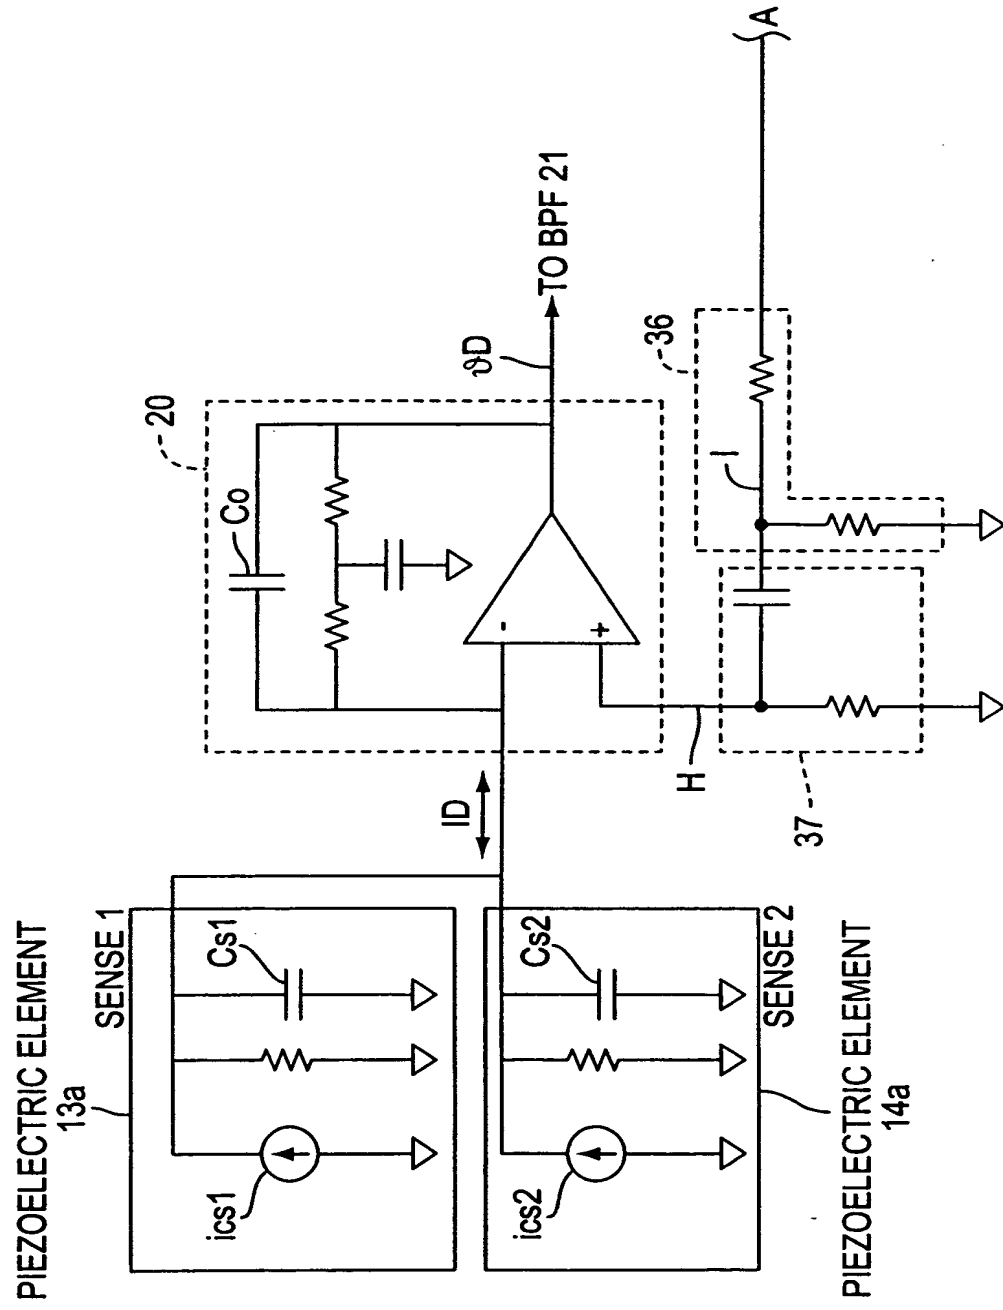 PIEZOELECTRIC ELEMENT
13a
SENSE 1
ics1
Cs1
ics2
Cs2
SENSE 2
PIEZOELECTRIC ELEMENT
14a
ID
20
Co
-
+
ϑD
TO BPF 21
H
37
36
I
A